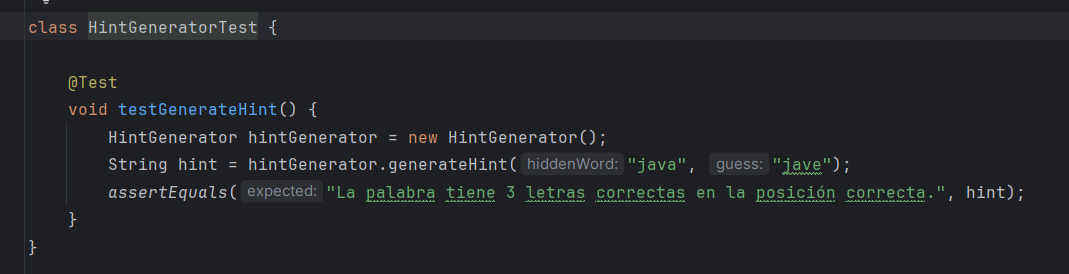 class HintGeneratorTest {
@Test
void testGenerateHint() {
HintGenerator hintGenerator = new HintGenerator();
String hint = hintGenerator.generateHint( hiddenWord: "java", guess: "jave");
assertEquals( expected: "La palabra tiene 3 letras correctas en la posición correcta.", hint);
}
}